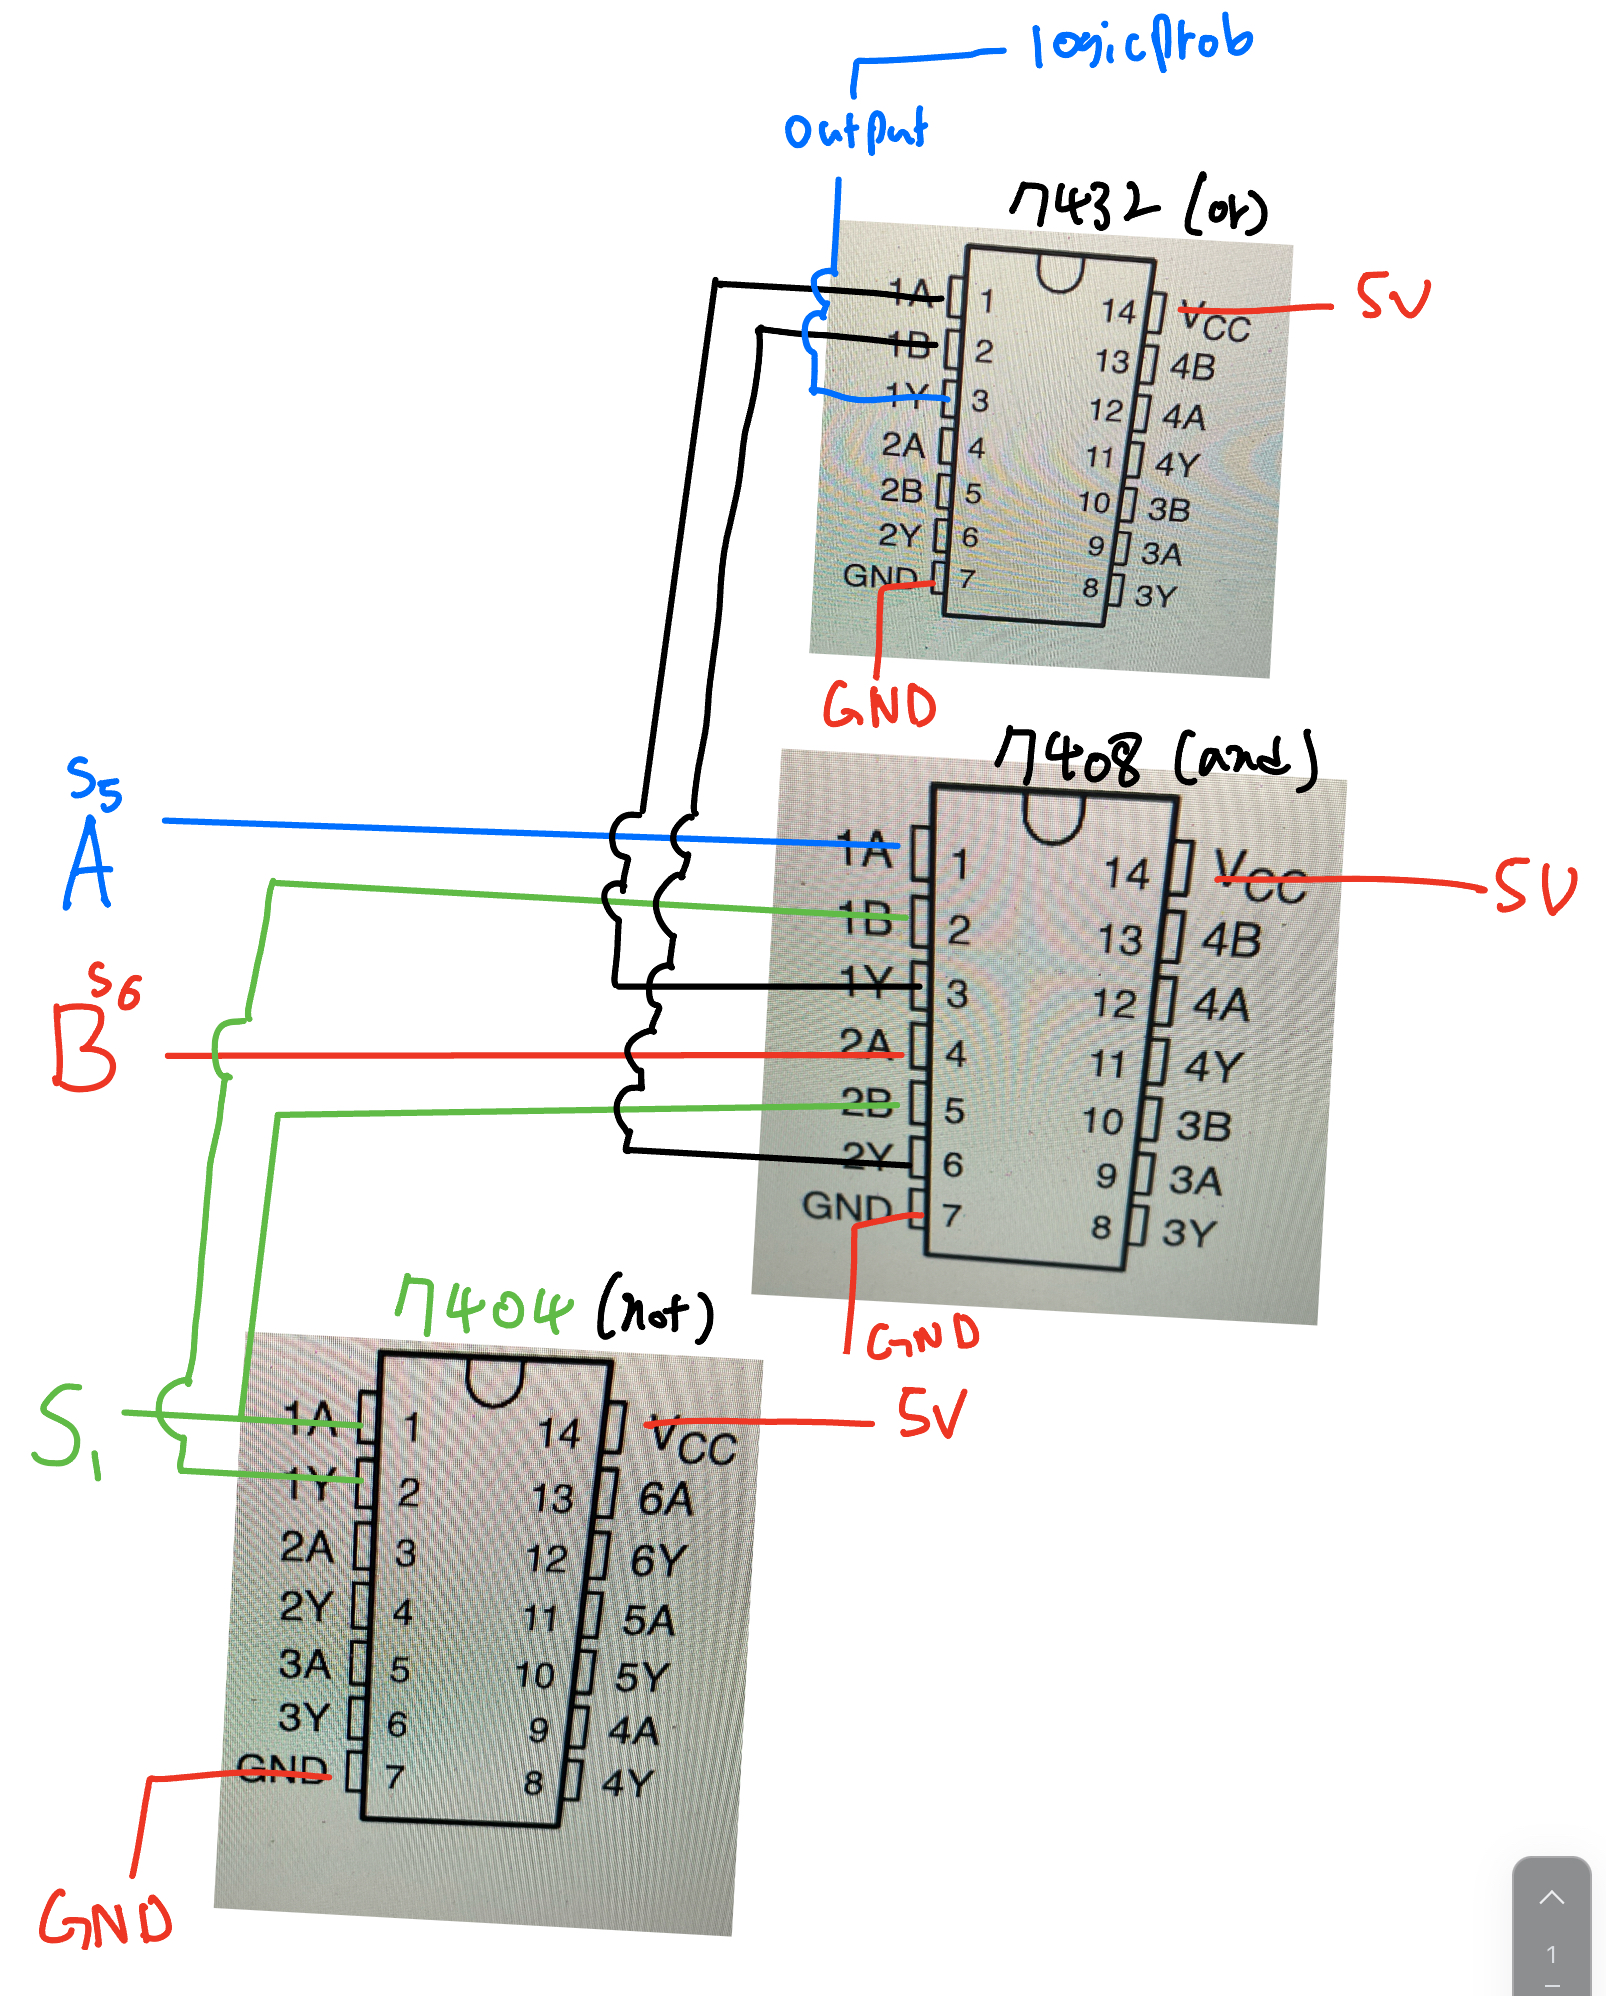 logicprob
output
7432 (or)
1A 1 14 VCC 5V
1B 2 13 4B
1Y 3 12 4A
2A 4 11 4Y
2B 5 10 3B
2Y 6 9 3A
GND 7 8 3Y
GND
7408 (and)
S5
A
1A 1 14 VCC 5V
1B 2 13 4B
S6
B
1Y 3 12 4A
2A 4 11 4Y
2B 5 10 3B
2Y 6 9 3A
GND 7 8 3Y
GND
7404 (not)
S1
1A 1 14 VCC 5V
1Y 2 13 6A
2A 3 12 6Y
2Y 4 11 5A
3A 5 10 5Y
3Y 6 9 4A
GND 7 8 4Y
GND
1